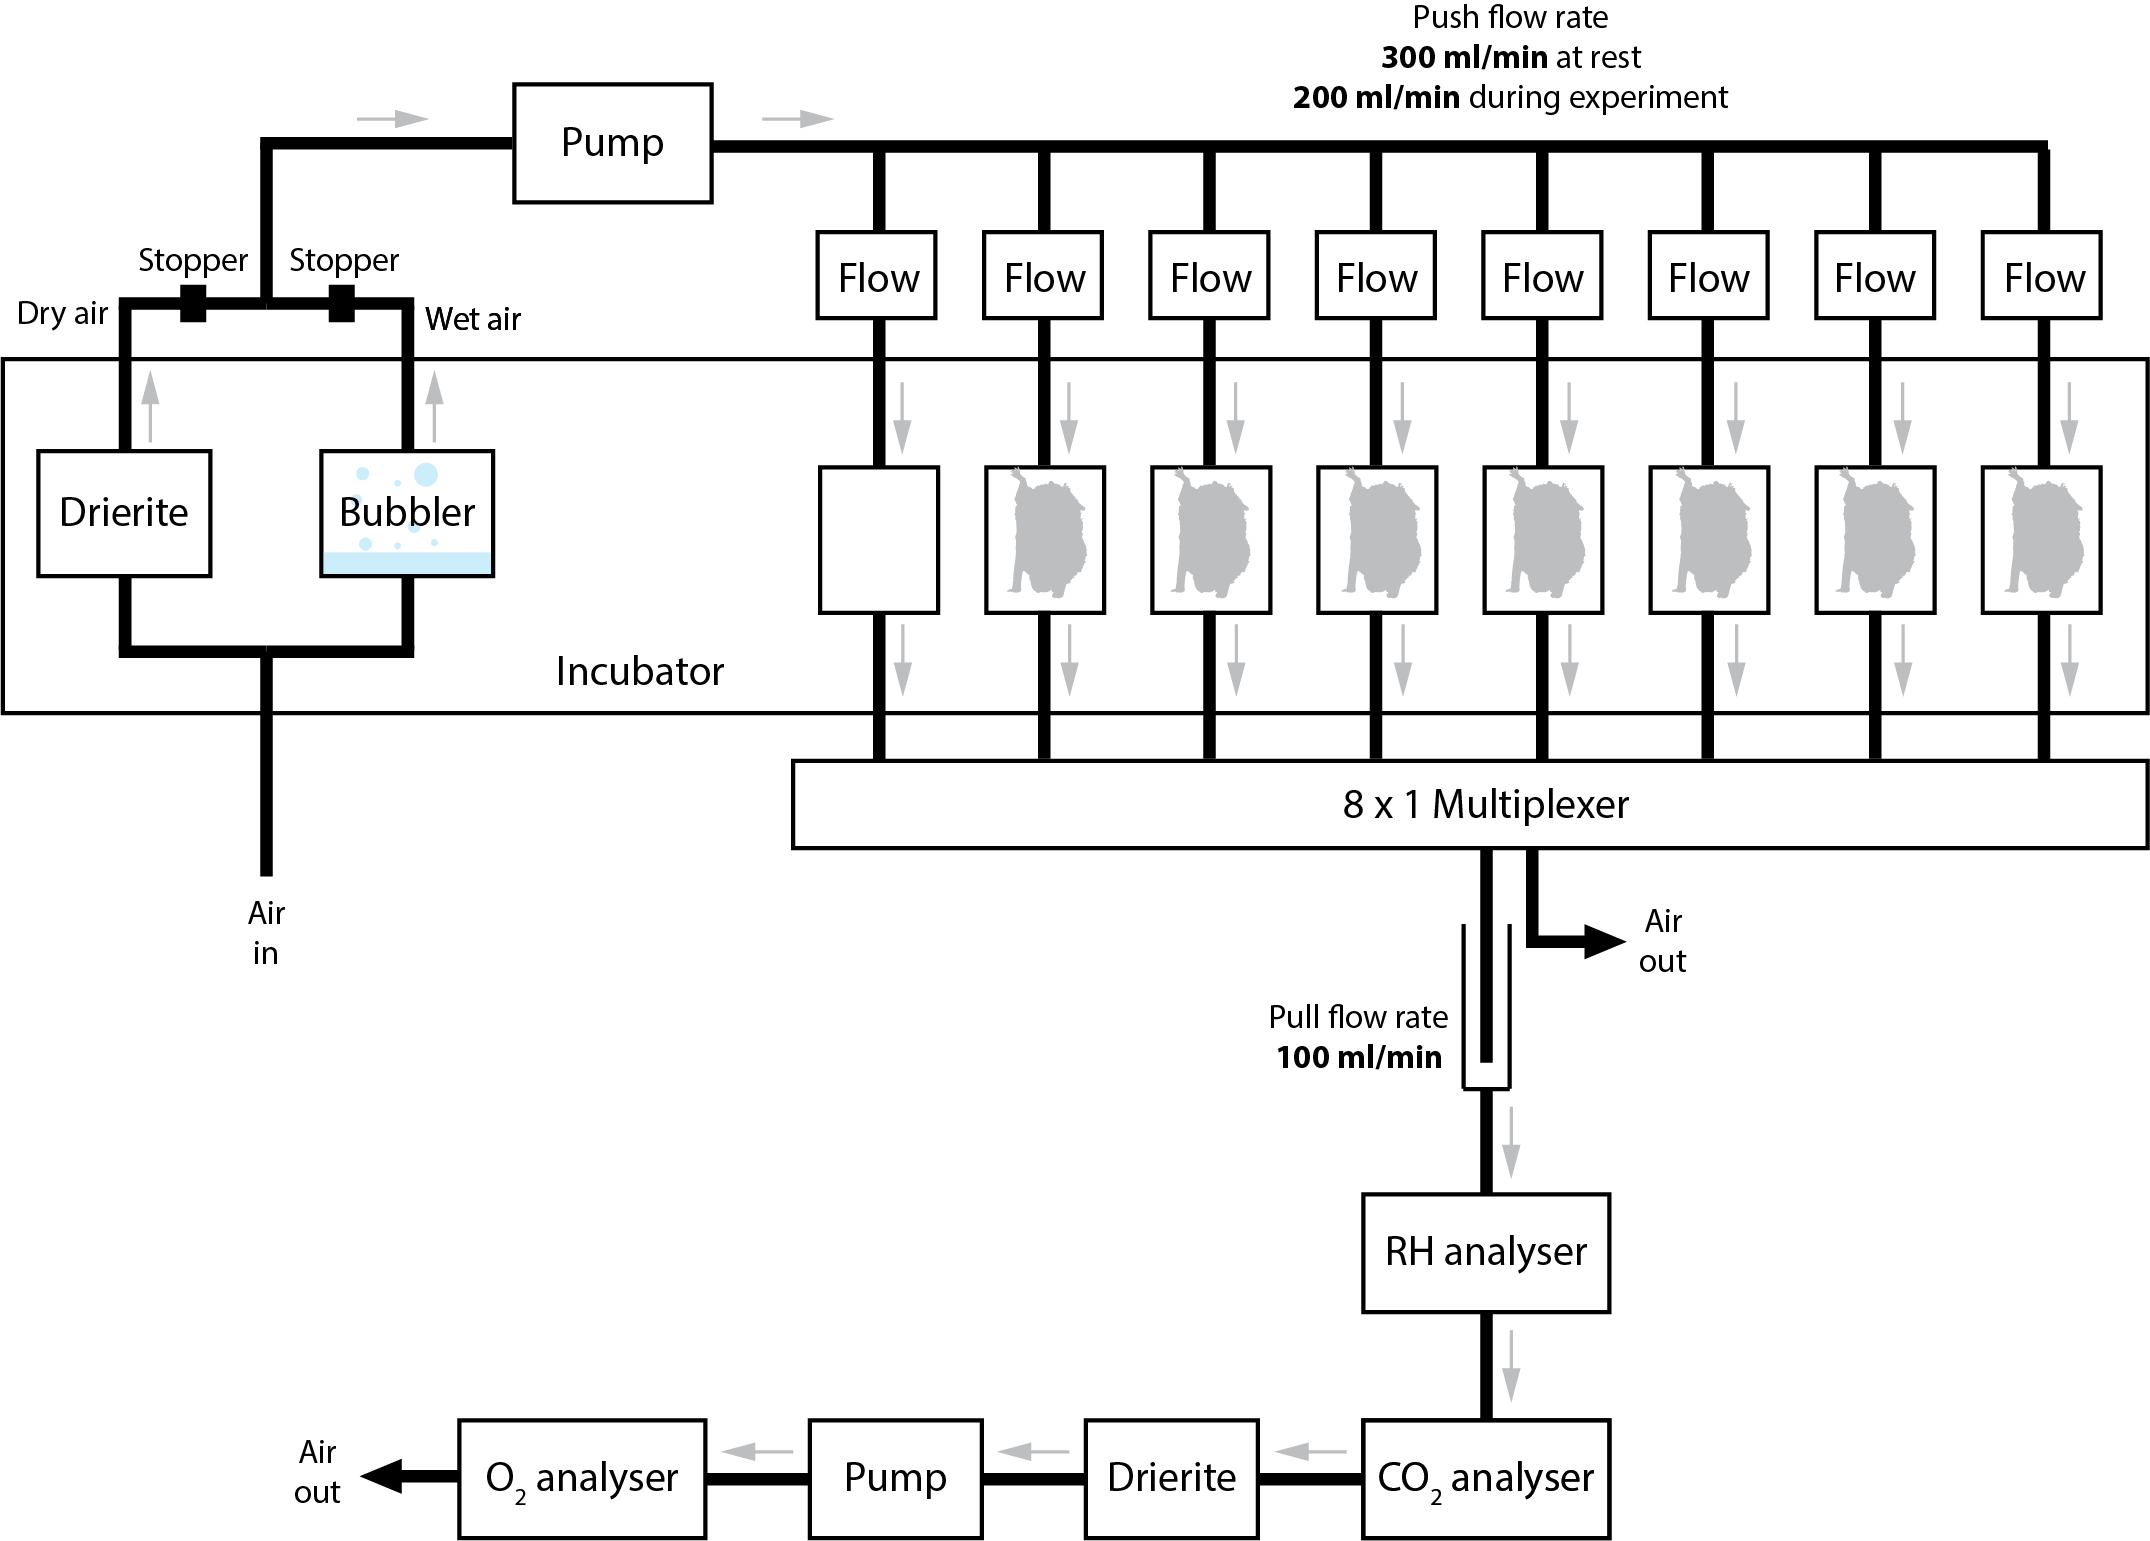 Push flow rate
300 ml/min at rest
200 ml/min during experiment
Pump
Stopper Stopper
Dry air
Wet air
Flow Flow Flow Flow Flow Flow Flow Flow
Drierite
Bubbler
Incubator
8 x 1 Multiplexer
Air
in
Air
out
Pull flow rate
100 ml/min
RH analyser
Air
out
O₂ analyser
Pump
Drierite
CO₂ analyser